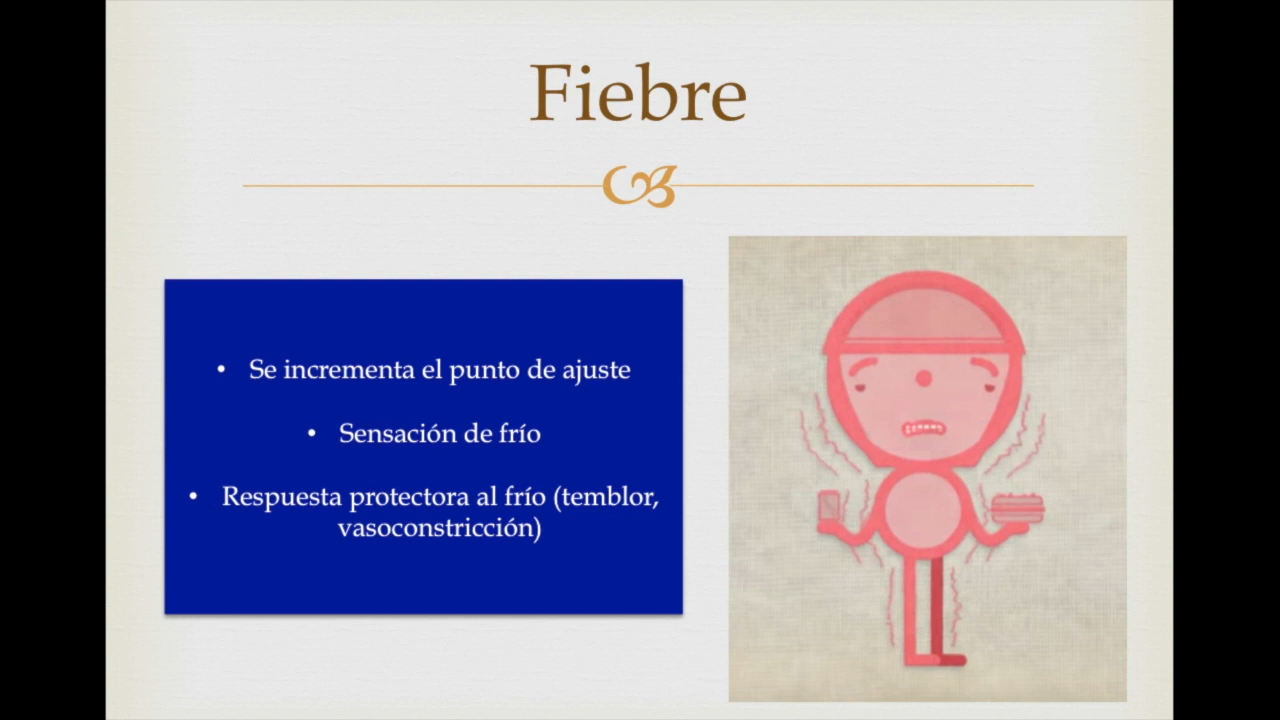 Fiebre
• Se incrementa el punto de ajuste
• Sensación de frío
• Respuesta protectora al frío (temblor,
vasoconstricción)